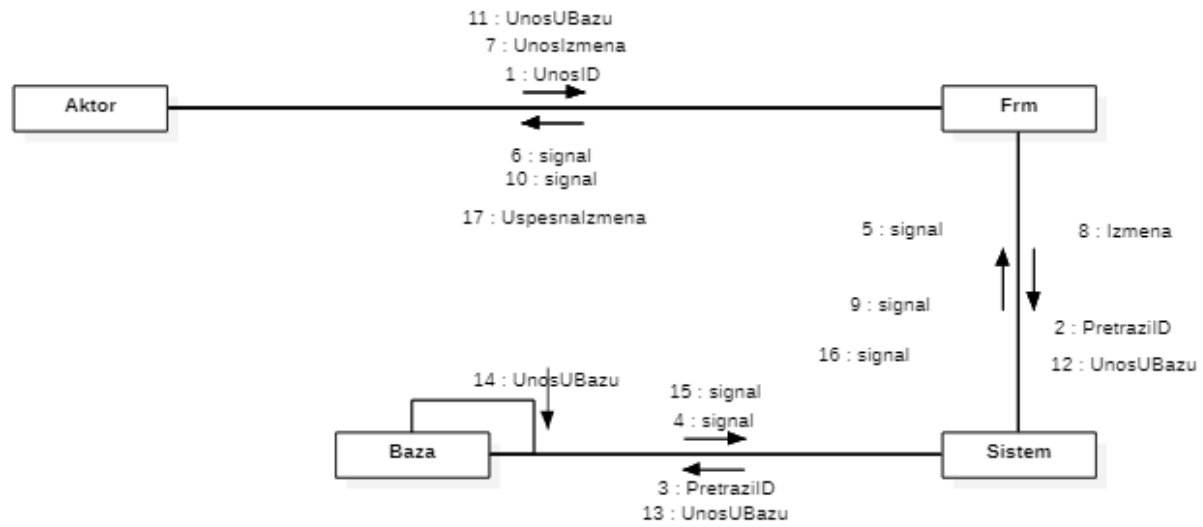 11 : UnosUBazu
7 : UnosIzmena
1 : UnosID
Aktor
Frm
6 : signal
10 : signal
17 : UspesnaIzmena
5 : signal
8 : Izmena
9 : signal
2 : PretraziID
16 : signal
12 : UnosUBazu
14 : UnosUBazu
15 : signal
4 : signal
Baza
Sistem
3 : PretraziID
13 : UnosUBazu